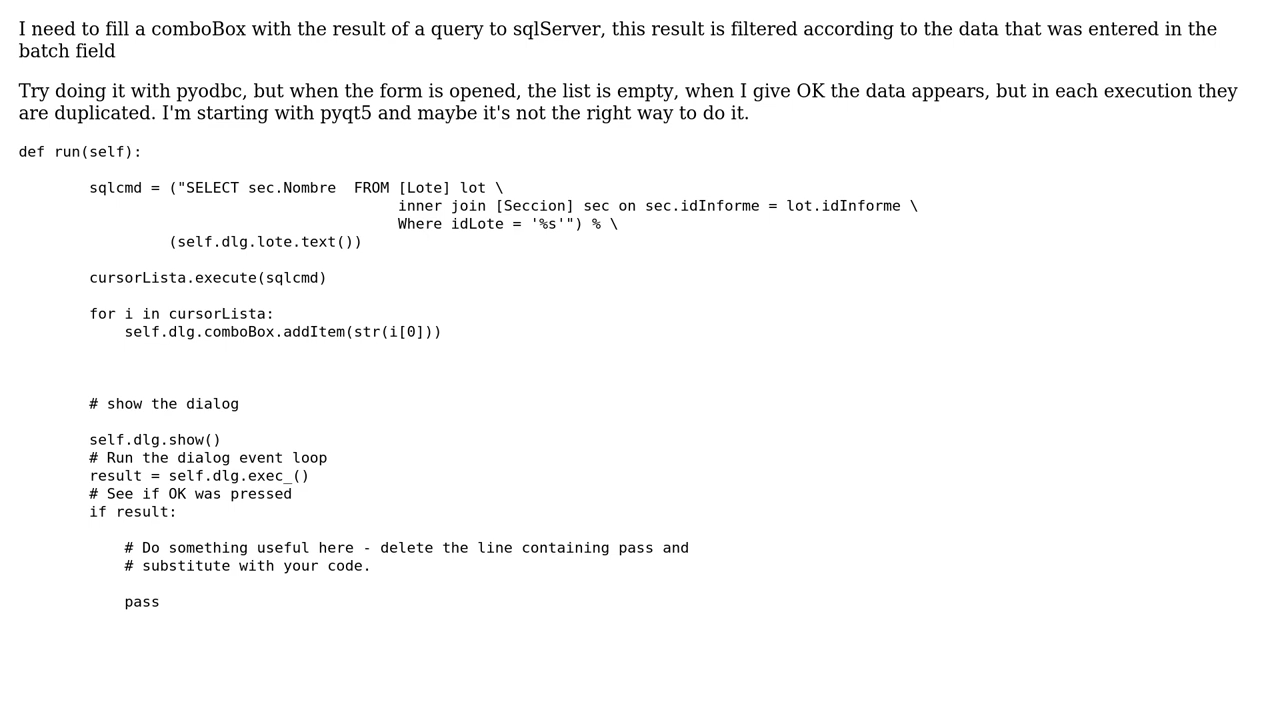 I need to fill a comboBox with the result of a query to sqlServer, this result is filtered according to the data that was entered in the
batch field
Try doing it with pyodbc, but when the form is opened, the list is empty, when I give OK the data appears, but in each execution they
are duplicated. I'm starting with pyqt5 and maybe it's not the right way to do it.
def run(self):
        sqlcmd = ("SELECT sec.Nombre  FROM [Lote] lot \
                                           inner join [Seccion] sec on sec.idInforme = lot.idInforme \
                                           Where idLote = '%s'") % \
                 (self.dlg.lote.text())
        cursorLista.execute(sqlcmd)
        for i in cursorLista:
            self.dlg.comboBox.addItem(str(i[0]))
        # show the dialog
        self.dlg.show()
        # Run the dialog event loop
        result = self.dlg.exec_()
        # See if OK was pressed
        if result:
            # Do something useful here - delete the line containing pass and
            # substitute with your code.
            pass